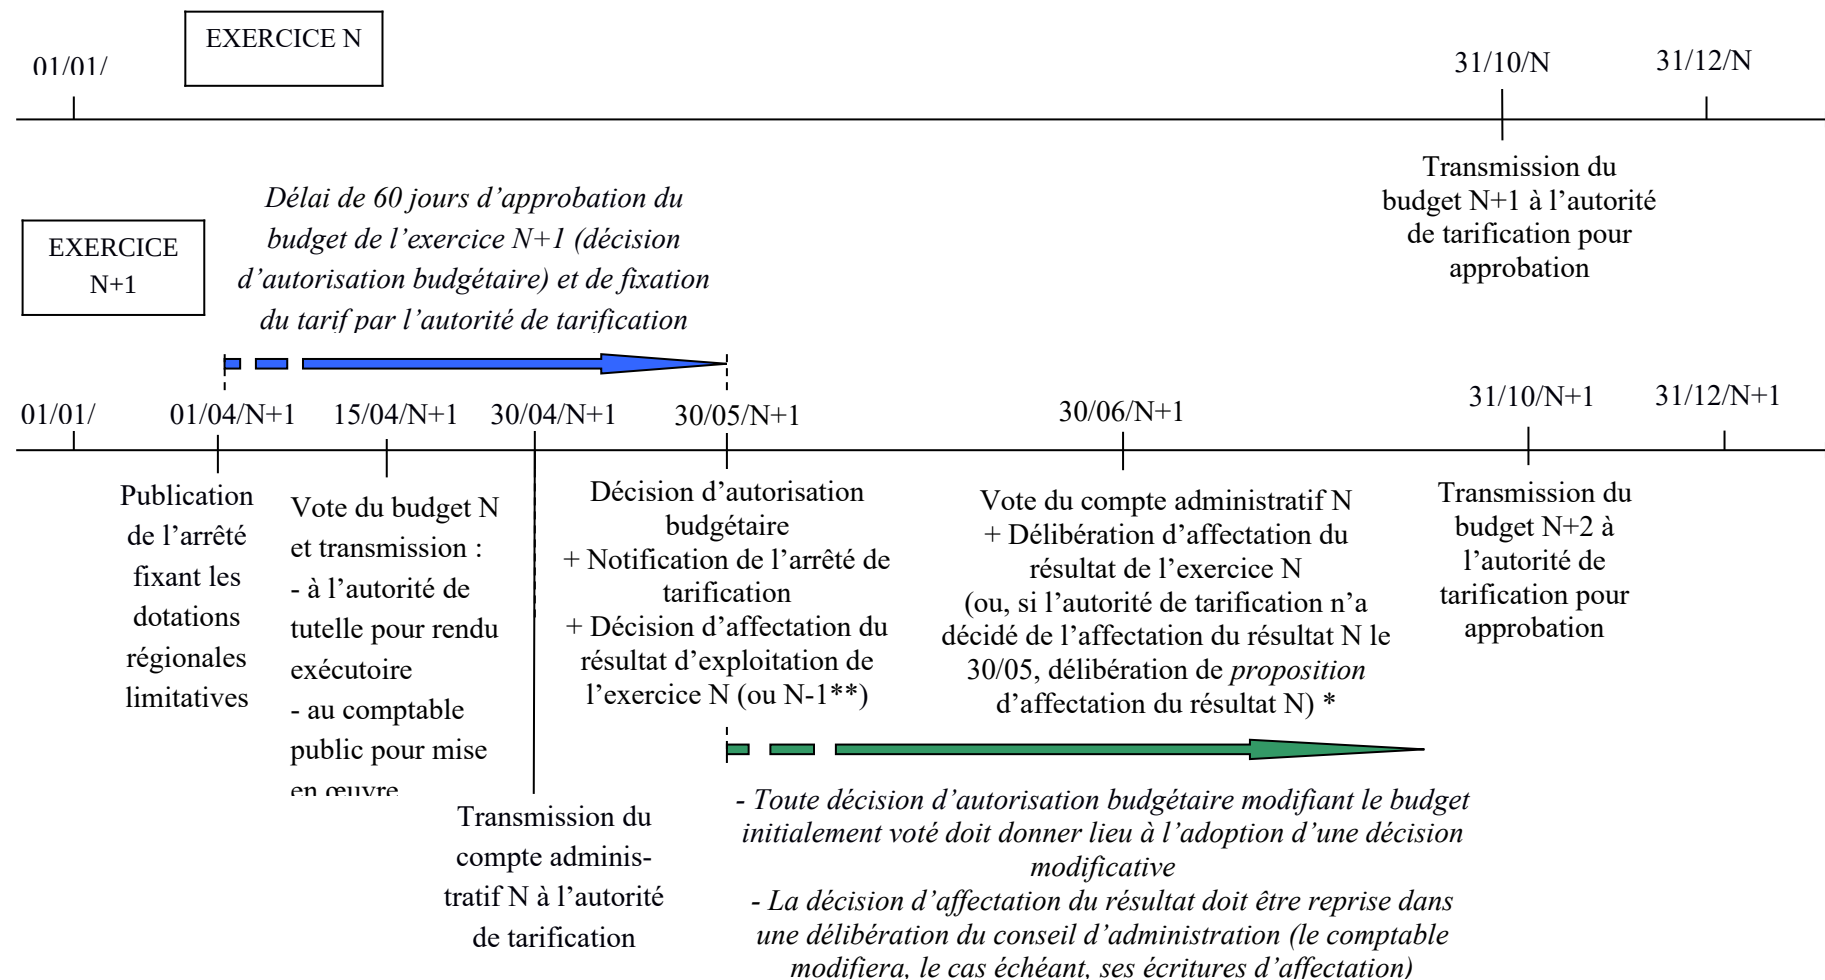 EXERCICE N
01/01/
31/10/N
31/12/N
Transmission du
budget N+1 à l’autorité
de tarification pour
approbation
Délai de 60 jours d’approbation du
budget de l’exercice N+1 (décision
d’autorisation budgétaire) et de fixation
du tarif par l’autorité de tarification
EXERCICE
N+1
01/01/
01/04/N+1
15/04/N+1
30/04/N+1
30/05/N+1
30/06/N+1
31/10/N+1
31/12/N+1
Publication
de l’arrêté
fixant les
dotations
régionales
limitatives
Vote du budget N
et transmission :
- à l’autorité de
tutelle pour rendu
exécutoire
- au comptable
public pour mise
en œuvre
Transmission du
compte adminis-
tratif N à l’autorité
de tarification
Décision d’autorisation
budgétaire
+ Notification de l’arrêté de
tarification
+ Décision d’affectation du
résultat d’exploitation de
l’exercice N (ou N-1**)
Vote du compte administratif N
+ Délibération d’affectation du
résultat de l’exercice N
(ou, si l’autorité de tarification n’a
décidé de l’affectation du résultat N le
30/05, délibération de proposition
d’affectation du résultat N) *
Transmission du
budget N+2 à
l’autorité de
tarification pour
approbation
- Toute décision d’autorisation budgétaire modifiant le budget
initialement voté doit donner lieu à l’adoption d’une décision
modificative
- La décision d’affectation du résultat doit être reprise dans
une délibération du conseil d’administration (le comptable
modifiera, le cas échéant, ses écritures d’affectation)